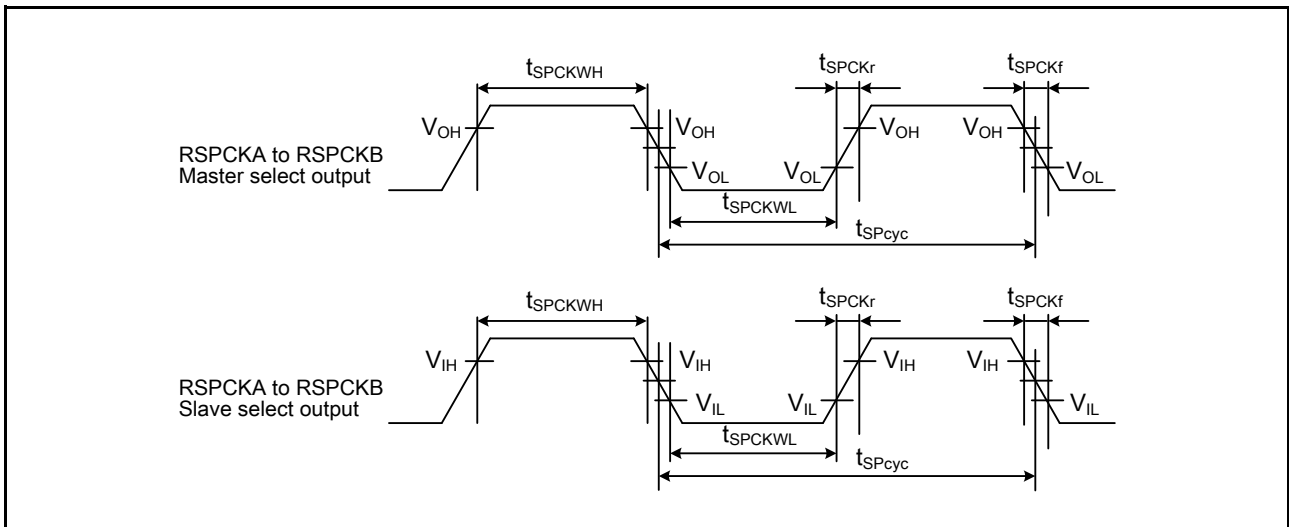 tSPCKWH
tSPCKr
tSPCKf
VOH
VOH
VOH
VOH
RSPCKA to RSPCKB
Master select output
VOL
VOL
VOL
tSPCKWL
tSPcyc
tSPCKWH
tSPCKr
tSPCKf
VIH
VIH
VIH
VIH
RSPCKA to RSPCKB
Slave select output
VIL
VIL
VIL
tSPCKWL
tSPcyc